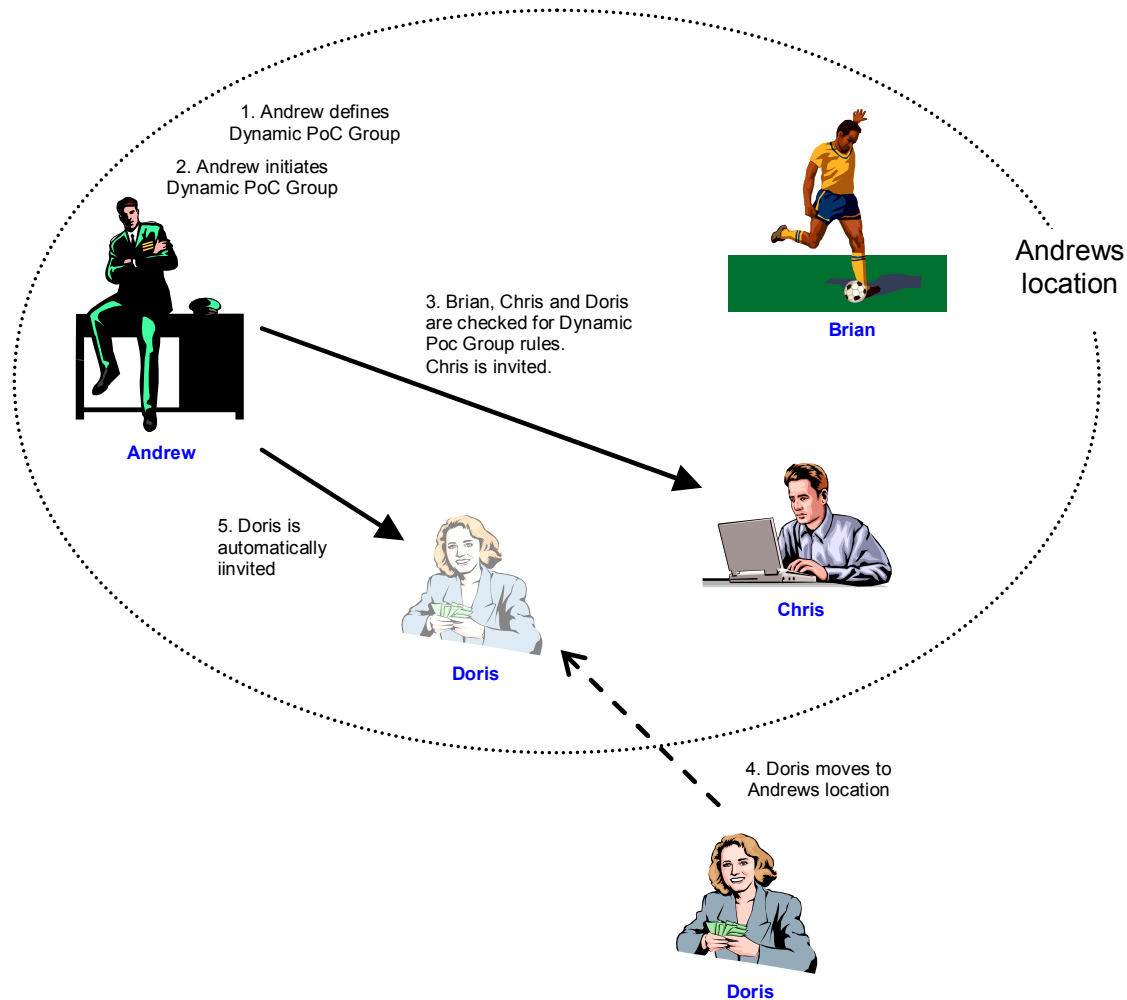 1. Andrew defines
Dynamic PoC Group
2. Andrew initiates
Dynamic PoC Group
Andrews
location
3. Brian, Chris and Doris
are checked for Dynamic
Poc Group rules.
Chris is invited.
Brian
Andrew
5. Doris is
automatically
iinvited
Chris
Doris
4. Doris moves to
Andrews location
Doris